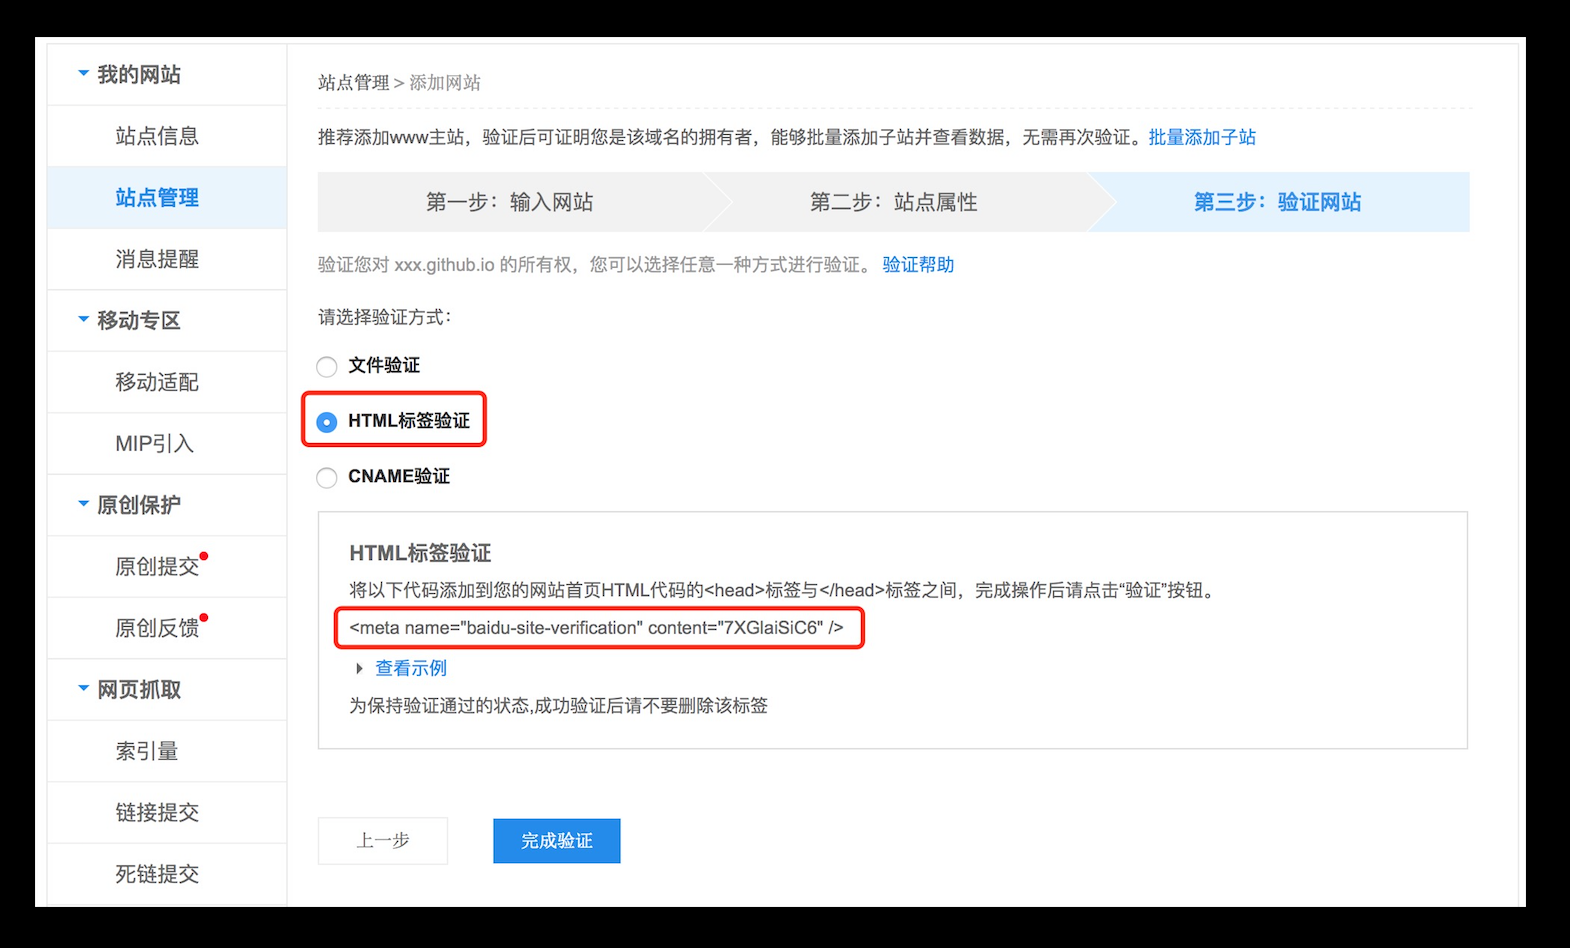 我的网站
站点信息
站点管理
消息提醒
移动专区
移动适配
MIP引入
原创保护
原创提交
原创反馈
网页抓取
索引量
链接提交
死链提交
站点管理 > 添加网站
推荐添加www主站，验证后可证明您是该域名的拥有者，能够批量添加子站并查看数据，无需再次验证。批量添加子站
第一步：输入网站
第二步：站点属性
第三步：验证网站
验证您对 xxx.github.io 的所有权，您可以选择任意一种方式进行验证。 验证帮助
请选择验证方式：
文件验证
HTML标签验证
CNAME验证
HTML标签验证
将以下代码添加到您的网站首页HTML代码的<head>标签与</head>标签之间，完成操作后请点击“验证”按钮。
<meta name="baidu-site-verification" content="7XGlaiSiC6" />
查看示例
为保持验证通过的状态,成功验证后请不要删除该标签
上一步
完成验证